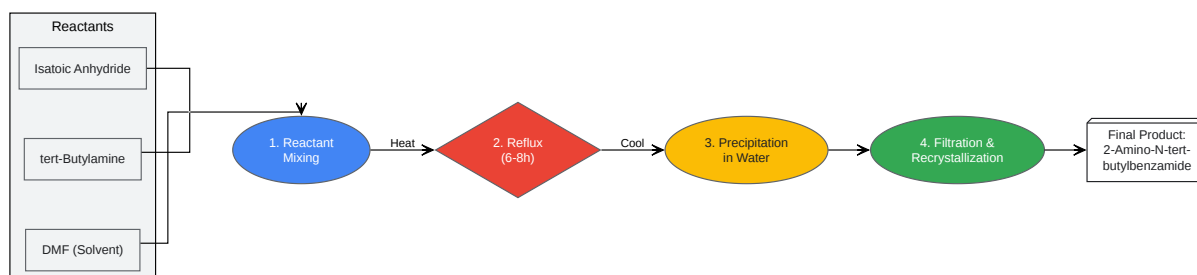 Reactants
Isatoic Anhydride
tert-Butylamine
DMF (Solvent)
1. Reactant
Mixing
Heat
2. Reflux
(6-8h)
Cool
3. Precipitation
in Water
4. Filtration &
Recrystallization
Final Product:
2-Amino-N-tert-
butylbenzamide